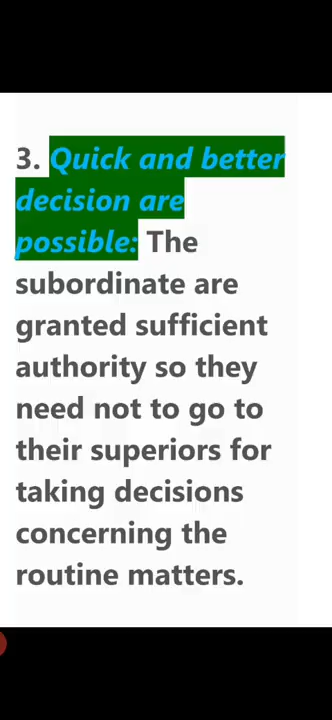 3. Quick and better
decision are
possible: The
subordinate are
granted sufficient
authority so they
need not to go to
their superiors for
taking decisions
concerning the
routine matters.